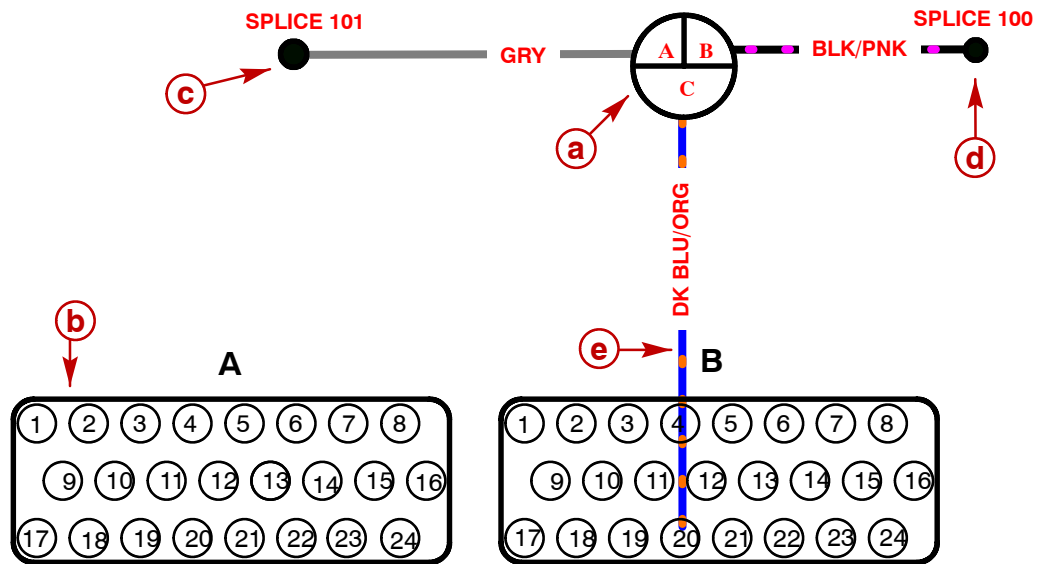 SPLICE 101
SPLICE 100
GRY
A B
BLK/PNK
C
c
a
d
DK BLU/ORG
b
e
A
B
1 2 3 4 5 6 7 8
9 10 11 12 13 14 15 16
17 18 19 20 21 22 23 24
1 2 3 4 5 6 7 8
9 10 11 12 13 14 15 16
17 18 19 20 21 22 23 24